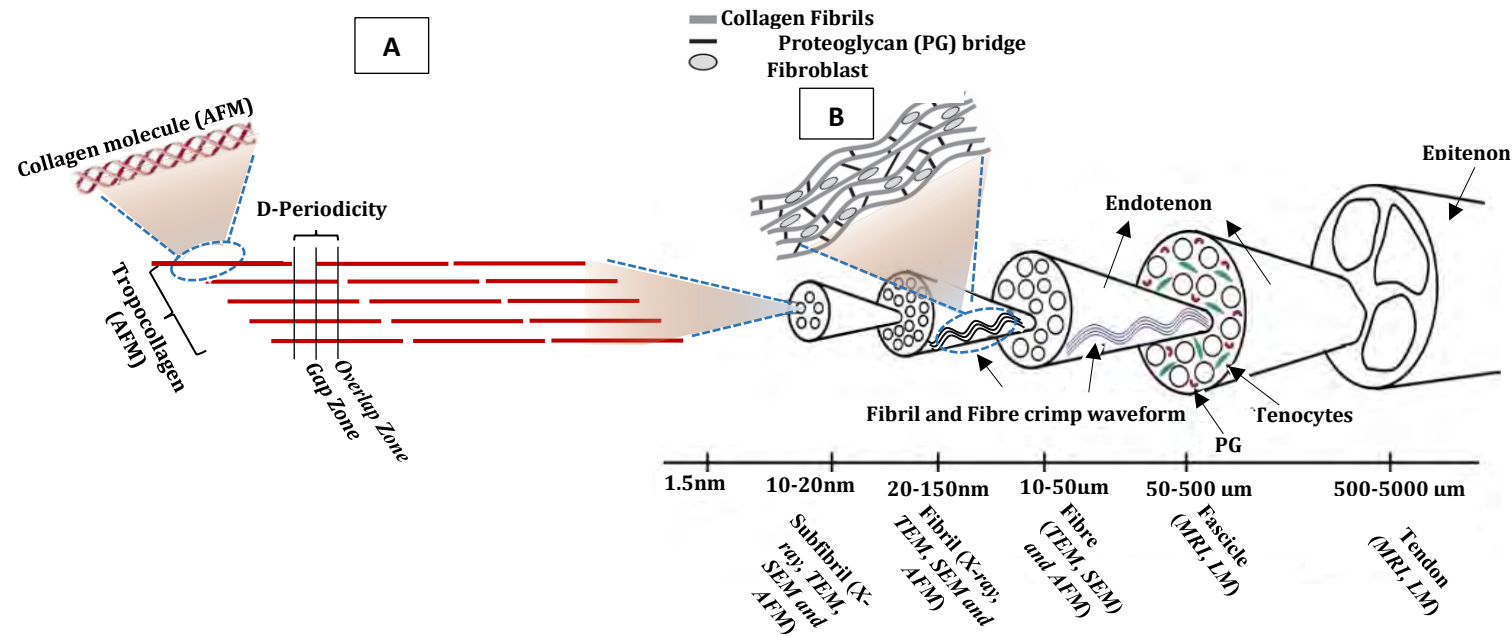 A
Collagen Fibrils
Proteoglycan (PG) bridge
Fibroblast
B
Collagen molecule (AFM)
D-Periodicity
Tropocollagen
(AFM)
Gap Zone
Overlap Zone
Epitenon
Endotenon
Fibril and Fibre crimp waveform
Tenocytes
PG
1.5nm
10-20nm
20-150nm
10-50µm
50-500 µm
500-5000 µm
Subfibril (X-
ray, TEM,
SEM and
AFM)
Fibril (X-ray,
TEM, SEM and
AFM)
Fibre
(TEM, SEM)
and AFM)
Fascicle
(MRI, LM)
Tendon
(MRI, LM)